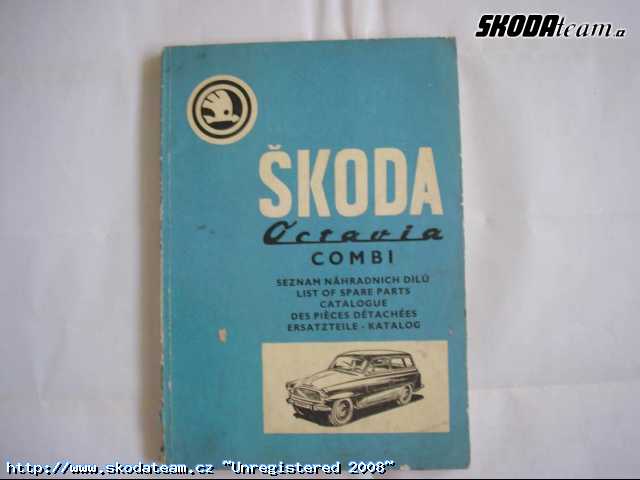 ŠKODA
Octavia
COMBI
SEZNAM NÁHRADNICH DÍLŮ
LIST OF SPARE PARTS
CATALOGUE
DES PIÈCES DÉTACHÉES
ERSATZTEILE - KATALOG
SKODAteam.cz
http://www.skodateam.cz ~Unregistered 2008~